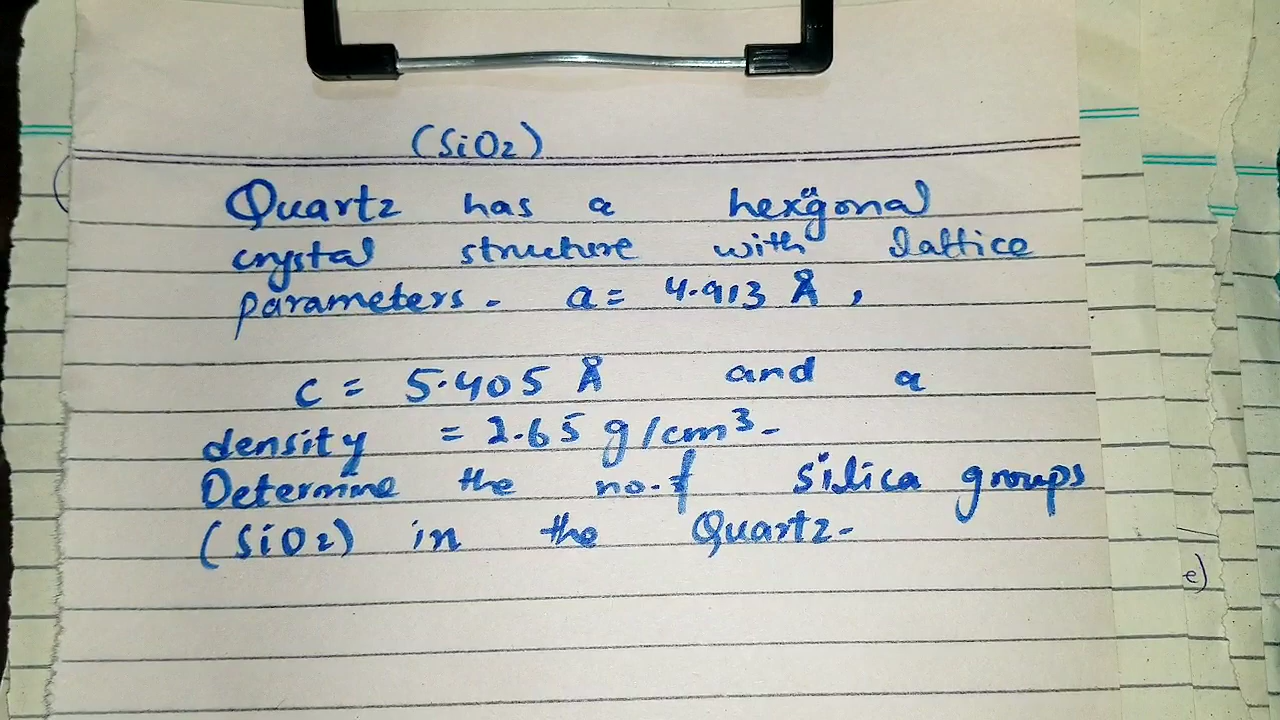 (SiO2)
Quartz has a hexagonal
crystal structure with lattice
parameters. a = 4.913 Å,
c = 5.405 Å and a
density = 2.65 g/cm3.
Determine the no. of silica groups
(SiO2) in the Quartz.
e)